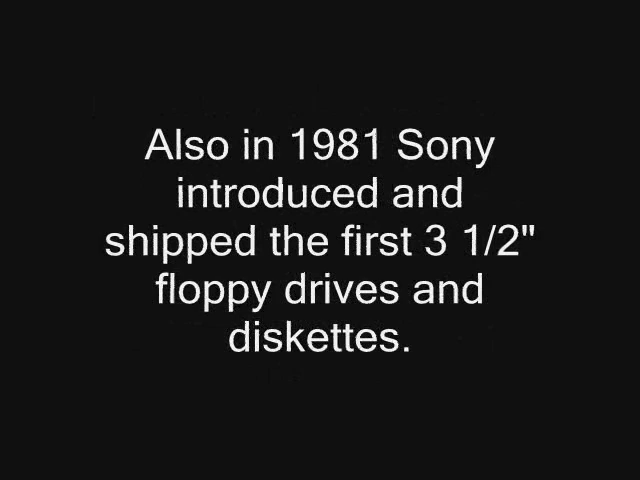 Also in 1981 Sony
introduced and
shipped the first 3 1/2"
floppy drives and
diskettes.